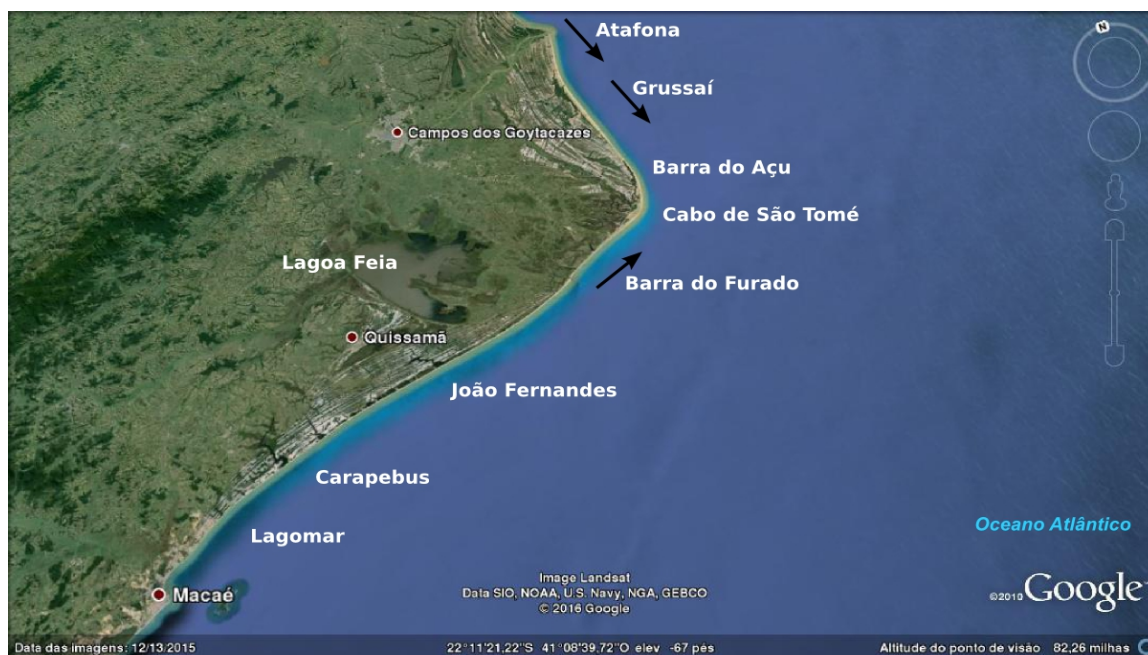 N
Atafona
Grussaí
Campos dos Goytacazes
Barra do Açu
Cabo de São Tomé
Lagoa Feia
Barra do Furado
Quissamã
João Fernandes
Carapebus
Lagomar
Oceano Atlântico
Macaé
Image Landsat
Data SIO, NOAA, U.S. Navy, NGA, GEBCO
© 2016 Google
©2010 Google
Data das imagens: 12/13/2015 22°11'21,22"S 41°08'39,72"O elev -67 pés Altitude do ponto de visão 82,26 milhas